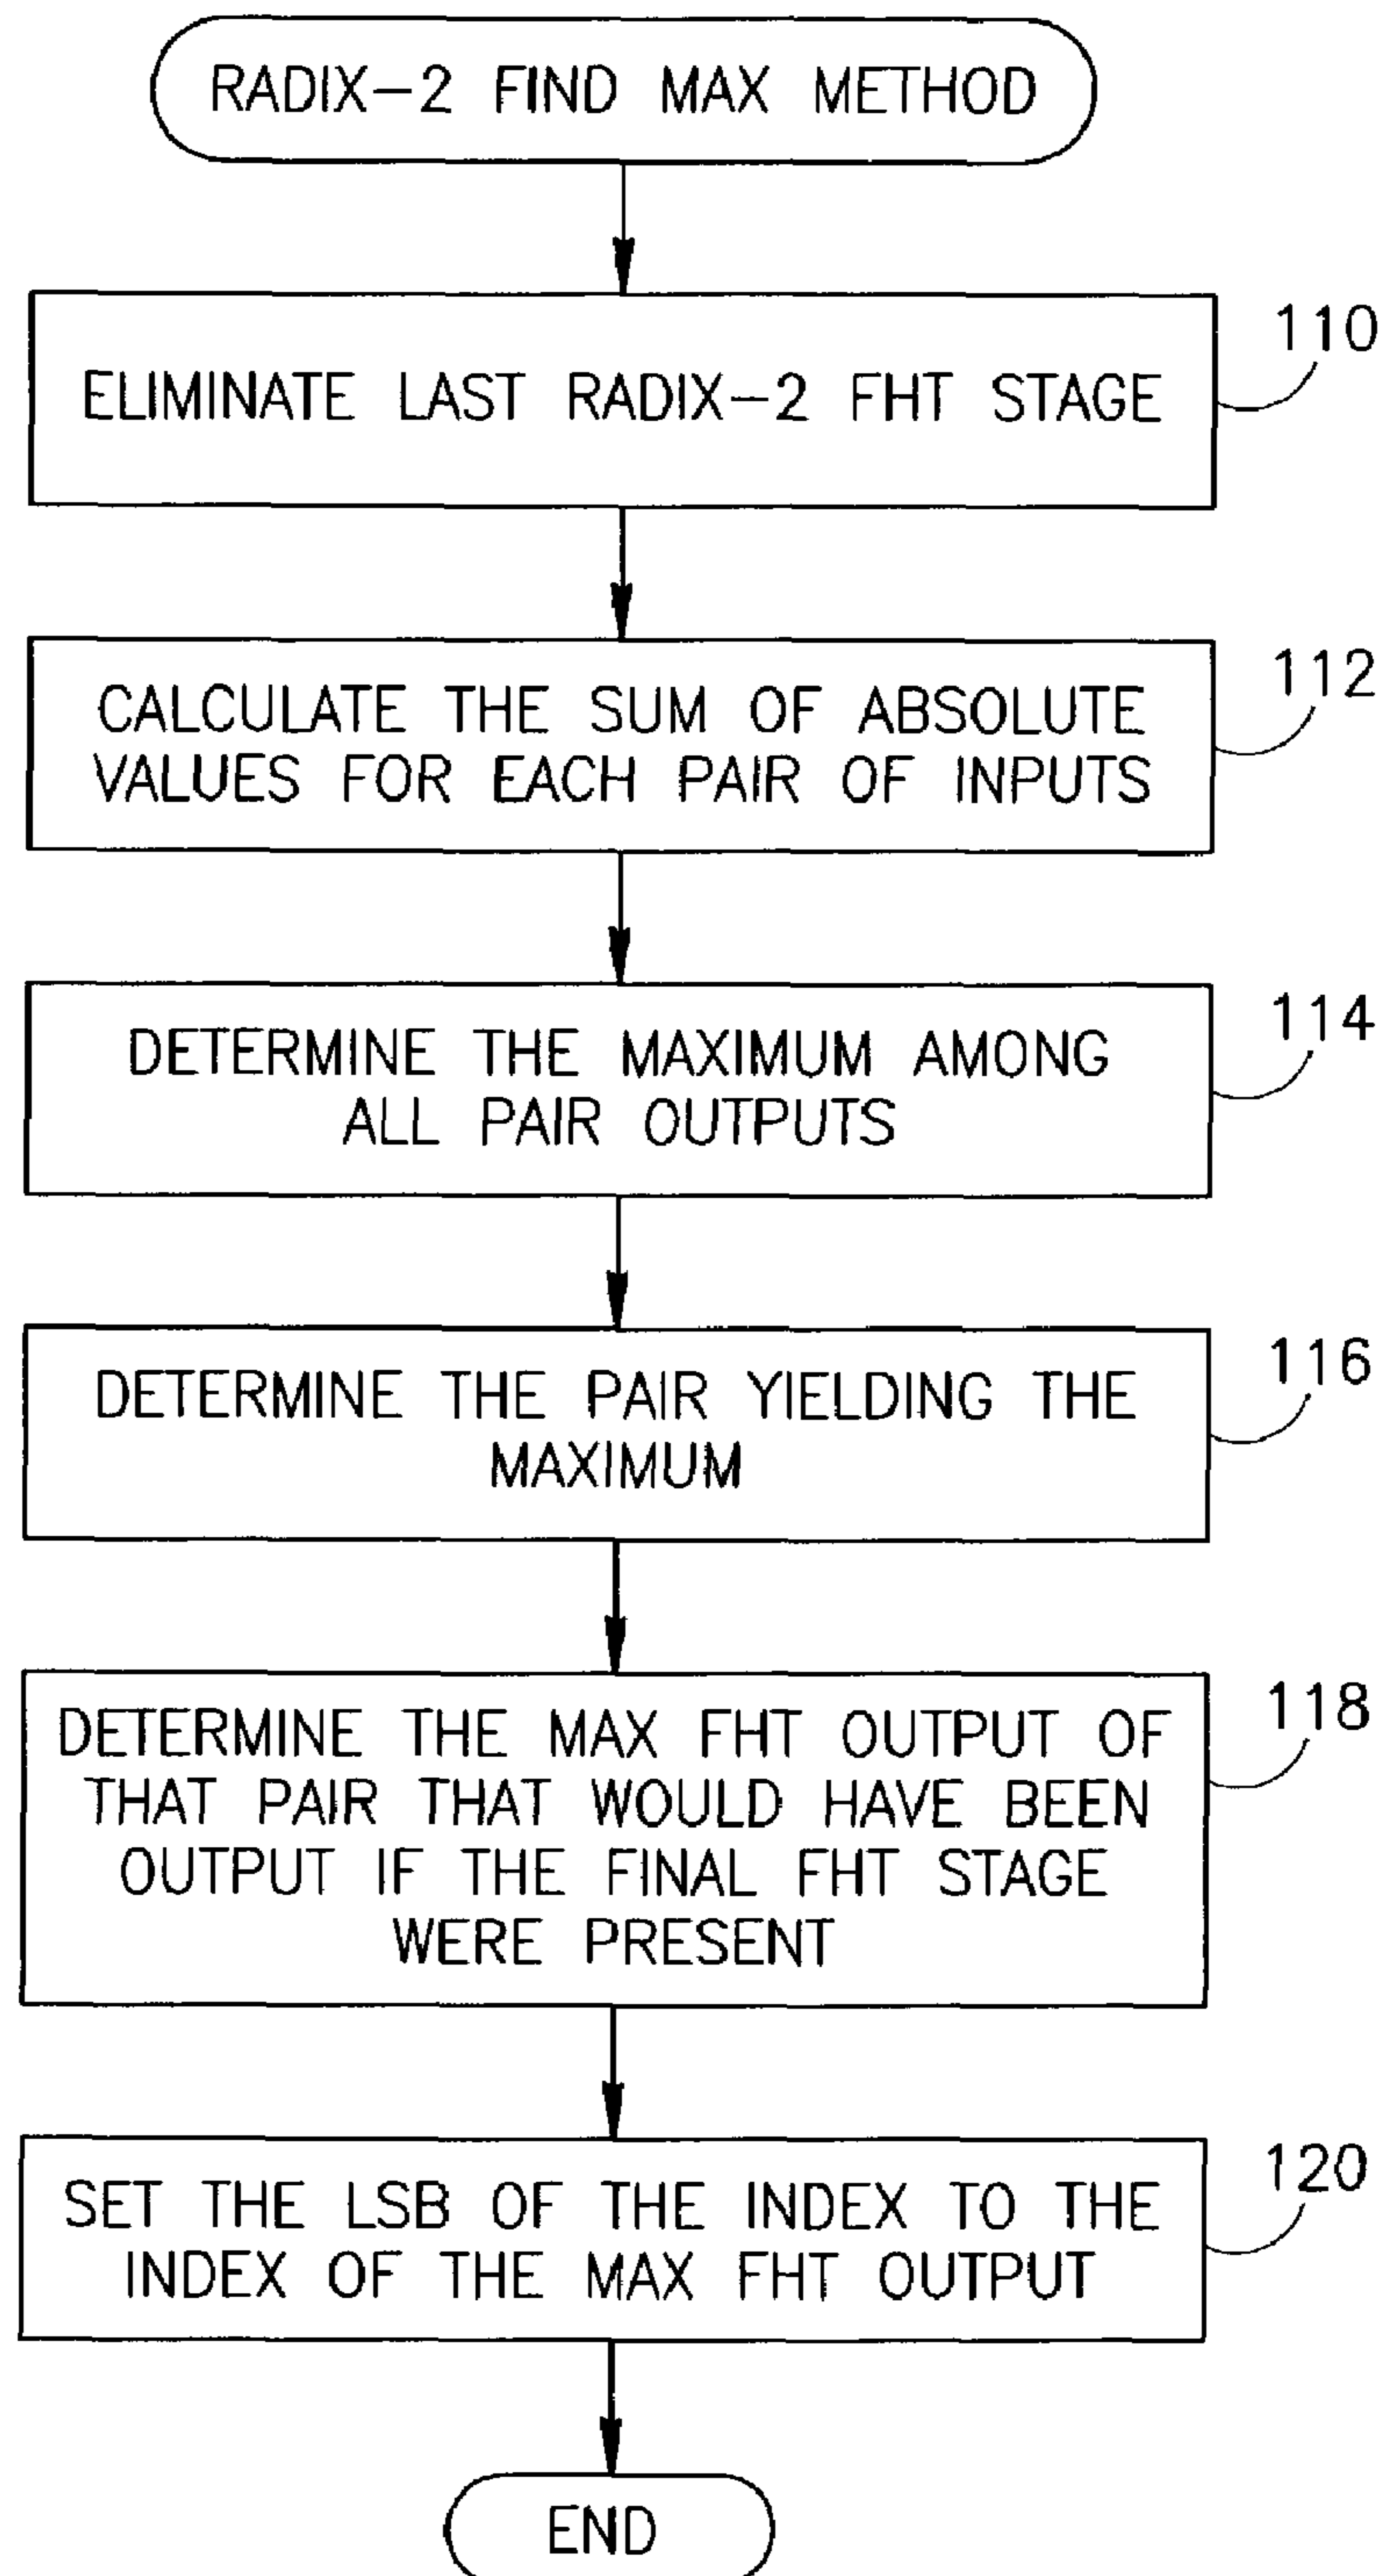 RADIX-2 FIND MAX METHOD
110
ELIMINATE LAST RADIX-2 FHT STAGE
112
CALCULATE THE SUM OF ABSOLUTE
VALUES FOR EACH PAIR OF INPUTS
114
DETERMINE THE MAXIMUM AMONG
ALL PAIR OUTPUTS
116
DETERMINE THE PAIR YIELDING THE
MAXIMUM
118
DETERMINE THE MAX FHT OUTPUT OF
THAT PAIR THAT WOULD HAVE BEEN
OUTPUT IF THE FINAL FHT STAGE
WERE PRESENT
120
SET THE LSB OF THE INDEX TO THE
INDEX OF THE MAX FHT OUTPUT
END